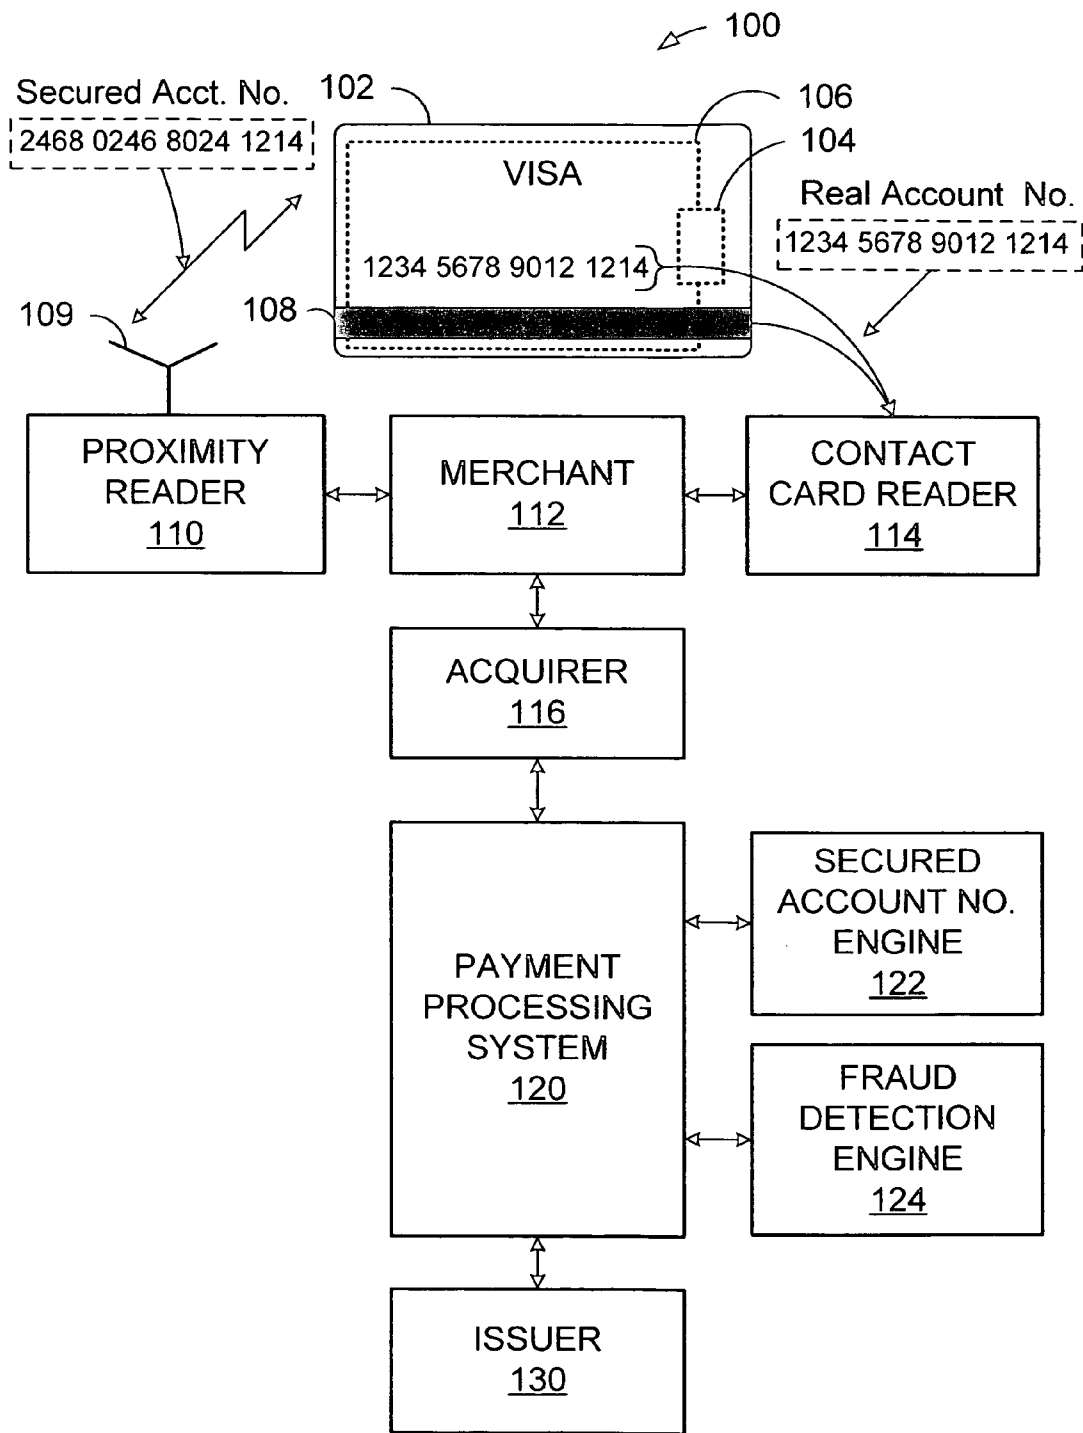 100
102
106
104
Secured Acct. No.
2468 0246 8024 1214
VISA
Real Account No.
1234 5678 9012 1214
1234 5678 9012 1214
108
109
PROXIMITY
READER
110
MERCHANT
112
CONTACT
CARD READER
114
ACQUIRER
116
PAYMENT
PROCESSING
SYSTEM
120
SECURED
ACCOUNT NO.
ENGINE
122
FRAUD
DETECTION
ENGINE
124
ISSUER
130